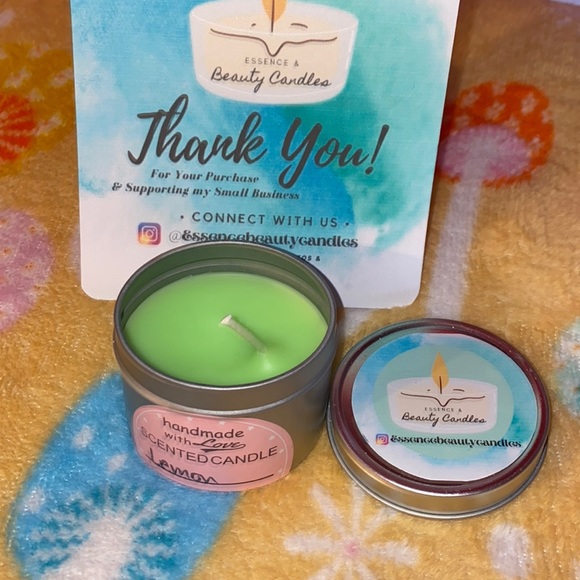 ESSENCE &
Beauty Candles
Thank You!
For Your Purchase
& Supporting my Small Business
• CONNECT WITH US •
@Essencebeautycandles
handmade
with Love
SCENTED CANDLE
Lemon
ESSENCE &
Beauty Candles
Essencebeautycandles